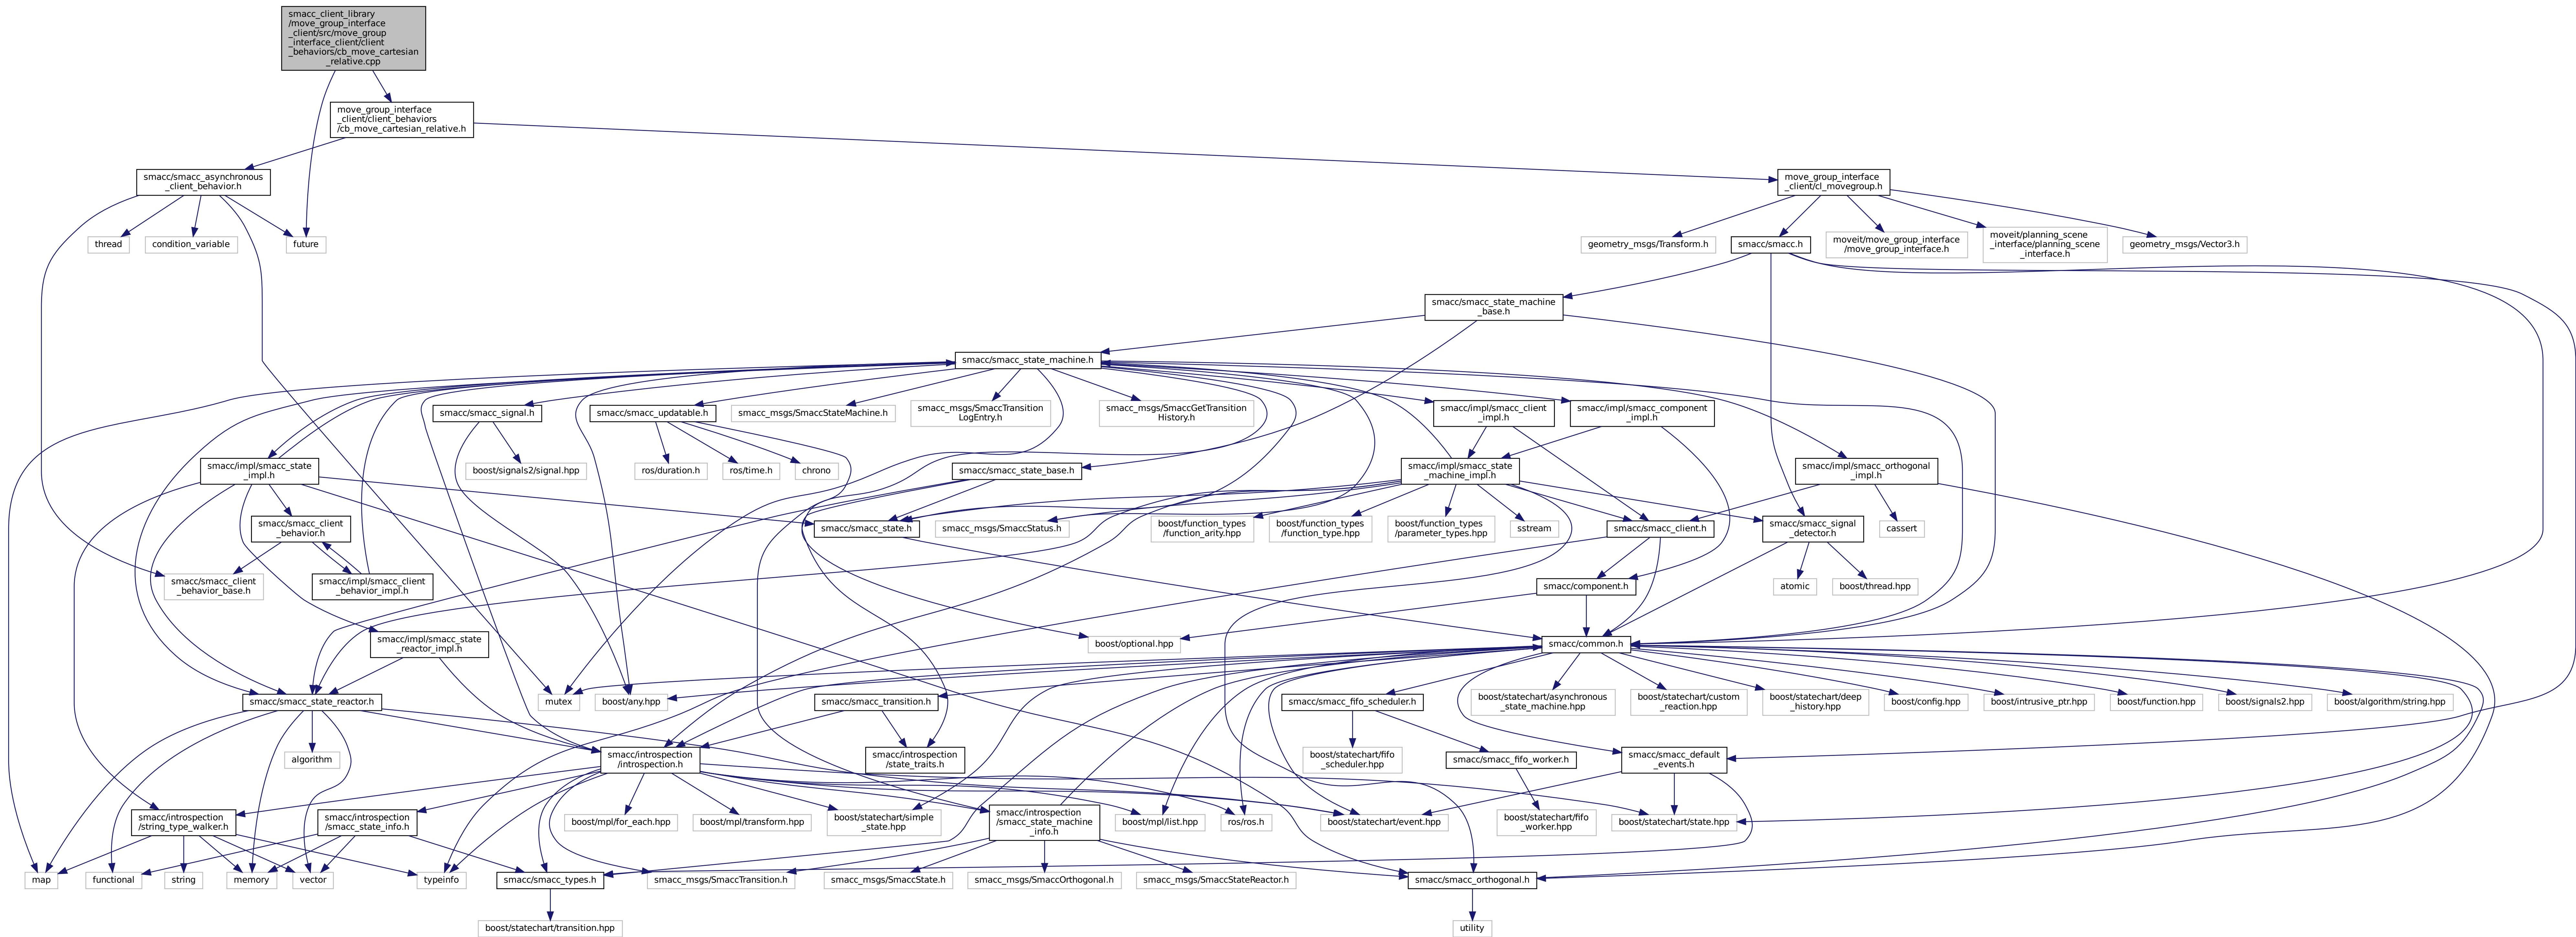 smacc_client_library
/move_group_interface
_client/src/move_group
_interface_client/client
_behaviors/cb_move_cartesian
_relative.cpp
move_group_interface
_client/client_behaviors
/cb_move_cartesian_relative.h
smacc/smacc_asynchronous
_client_behavior.h
move_group_interface
_client/cl_movegroup.h
thread
condition_variable
future
geometry_msgs/Transform.h
smacc/smacc.h
moveit/move_group_interface
/move_group_interface.h
moveit/planning_scene
_interface/planning_scene
_interface.h
geometry_msgs/Vector3.h
smacc/smacc_state_machine
_base.h
smacc/smacc_state_machine.h
smacc/smacc_signal.h
smacc/smacc_updatable.h
smacc_msgs/SmaccStateMachine.h
smacc_msgs/SmaccTransition
LogEntry.h
smacc_msgs/SmaccGetTransition
History.h
smacc/impl/smacc_client
_impl.h
smacc/impl/smacc_component
_impl.h
smacc/impl/smacc_state
_impl.h
boost/signals2/signal.hpp
ros/duration.h
ros/time.h
chrono
smacc/smacc_state_base.h
smacc/impl/smacc_state
_machine_impl.h
smacc/impl/smacc_orthogonal
_impl.h
smacc/smacc_client
_behavior.h
smacc/smacc_state.h
smacc_msgs/SmaccStatus.h
boost/function_types
/function_arity.hpp
boost/function_types
/function_type.hpp
boost/function_types
/parameter_types.hpp
sstream
smacc/smacc_client.h
smacc/smacc_signal
_detector.h
cassert
smacc/smacc_client
_behavior_base.h
smacc/impl/smacc_client
_behavior_impl.h
smacc/component.h
atomic
boost/thread.hpp
smacc/impl/smacc_state
_reactor_impl.h
boost/optional.hpp
smacc/common.h
smacc/smacc_state_reactor.h
mutex
boost/any.hpp
smacc/smacc_transition.h
smacc/smacc_fifo_scheduler.h
boost/statechart/asynchronous
_state_machine.hpp
boost/statechart/custom
_reaction.hpp
boost/statechart/deep
_history.hpp
boost/config.hpp
boost/intrusive_ptr.hpp
boost/function.hpp
boost/signals2.hpp
boost/algorithm/string.hpp
algorithm
smacc/introspection
/introspection.h
smacc/introspection
/state_traits.h
boost/statechart/fifo
_scheduler.hpp
smacc/smacc_fifo_worker.h
smacc/smacc_default
_events.h
smacc/introspection
/string_type_walker.h
smacc/introspection
/smacc_state_info.h
boost/mpl/for_each.hpp
boost/mpl/transform.hpp
boost/statechart/simple
_state.hpp
smacc/introspection
/smacc_state_machine
_info.h
boost/mpl/list.hpp
ros/ros.h
boost/statechart/event.hpp
boost/statechart/fifo
_worker.hpp
boost/statechart/state.hpp
map
functional
string
memory
vector
typeinfo
smacc/smacc_types.h
smacc_msgs/SmaccTransition.h
smacc_msgs/SmaccState.h
smacc_msgs/SmaccOrthogonal.h
smacc_msgs/SmaccStateReactor.h
smacc/smacc_orthogonal.h
boost/statechart/transition.hpp
utility